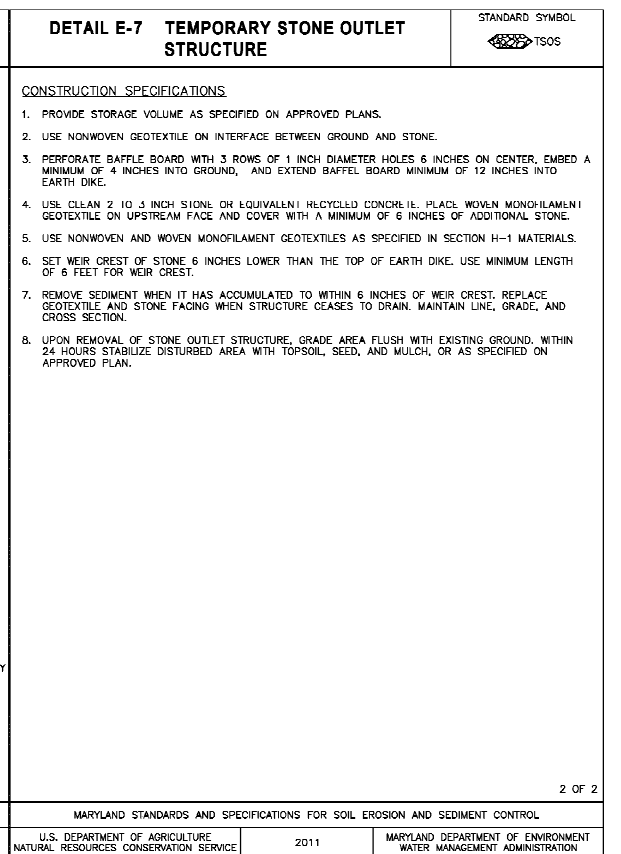 DETAIL E-7 TEMPORARY STONE OUTLET
STRUCTURE
STANDARD SYMBOL
TSOS
CONSTRUCTION SPECIFICATIONS
1. PROVIDE STORAGE VOLUME AS SPECIFIED ON APPROVED PLANS.
2. USE NONWOVEN GEOTEXTILE ON INTERFACE BETWEEN GROUND AND STONE.
3. PERFORATE BAFFLE BOARD WITH 3 ROWS OF 1 INCH DIAMETER HOLES 6 INCHES ON CENTER, EMBED A
MINIMUM OF 4 INCHES INTO GROUND, AND EXTEND BAFFEL BOARD MINIMUM OF 12 INCHES INTO
EARTH DIKE.
4. USE CLEAN 2 TO 3 INCH STONE OR EQUIVALENT RECYCLED CONCRETE. PLACE WOVEN MONOFILAMENT
GEOTEXTILE ON UPSTREAM FACE AND COVER WITH A MINIMUM OF 6 INCHES OF ADDITIONAL STONE.
5. USE NONWOVEN AND WOVEN MONOFILAMENT GEOTEXTILES AS SPECIFIED IN SECTION H-1 MATERIALS.
6. SET WEIR CREST OF STONE 6 INCHES LOWER THAN THE TOP OF EARTH DIKE. USE MINIMUM LENGTH
OF 6 FEET FOR WEIR CREST.
7. REMOVE SEDIMENT WHEN IT HAS ACCUMULATED TO WITHIN 6 INCHES OF WEIR CREST. REPLACE
GEOTEXTILE AND STONE FACING WHEN STRUCTURE CEASES TO DRAIN. MAINTAIN LINE, GRADE, AND
CROSS SECTION.
8. UPON REMOVAL OF STONE OUTLET STRUCTURE, GRADE AREA FLUSH WITH EXISTING GROUND. WITHIN
24 HOURS STABILIZE DISTURBED AREA WITH TOPSOIL, SEED, AND MULCH, OR AS SPECIFIED ON
APPROVED PLAN.
Y
2 OF 2
MARYLAND STANDARDS AND SPECIFICATIONS FOR SOIL EROSION AND SEDIMENT CONTROL
U.S. DEPARTMENT OF AGRICULTURE
NATURAL RESOURCES CONSERVATION SERVICE
2011
MARYLAND DEPARTMENT OF ENVIRONMENT
WATER MANAGEMENT ADMINISTRATION